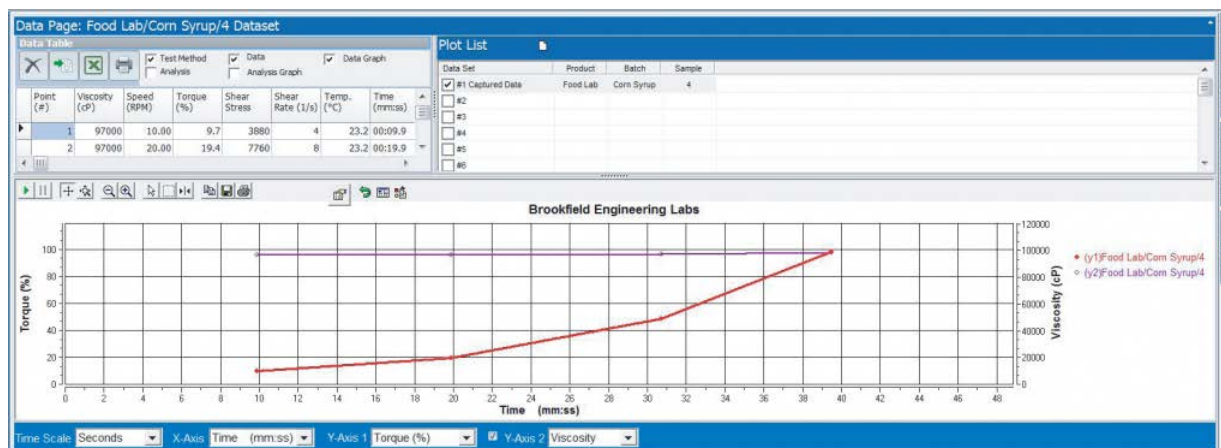 Data Page: Food Lab/Corn Syrup/4 Dataset
Data Table
Test Method Data Data Graph
Analysis Analysis Graph
Point (#) Viscosity (cP) Speed (RPM) Torque (%) Shear Stress Shear Rate (1/s) Temp. (°C) Time (mm:ss)
1 97000 10.00 9.7 3880 4 23.2 00:09.9
2 97000 20.00 19.4 7760 8 23.2 00:19.9
Plot List
Data Set Product Batch Sample
#1 Captured Data Food Lab Corn Syrup 4
#2
#3
#4
#5
#6
Brookfield Engineering Labs
Torque (%)
100
80
60
40
20
0
120000
100000
80000
60000
40000
20000
0
Viscosity (cP)
(y1)Food Lab/Corn Syrup/4
(y2)Food Lab/Corn Syrup/4
0 2 4 6 8 10 12 14 16 18 20 22 24 26 28 30 32 34 36 38 40 42 44 46 48
Time (mm:ss)
Time Scale Seconds X-Axis Time (mm:ss) Y-Axis 1 Torque (%) Y-Axis 2 Viscosity